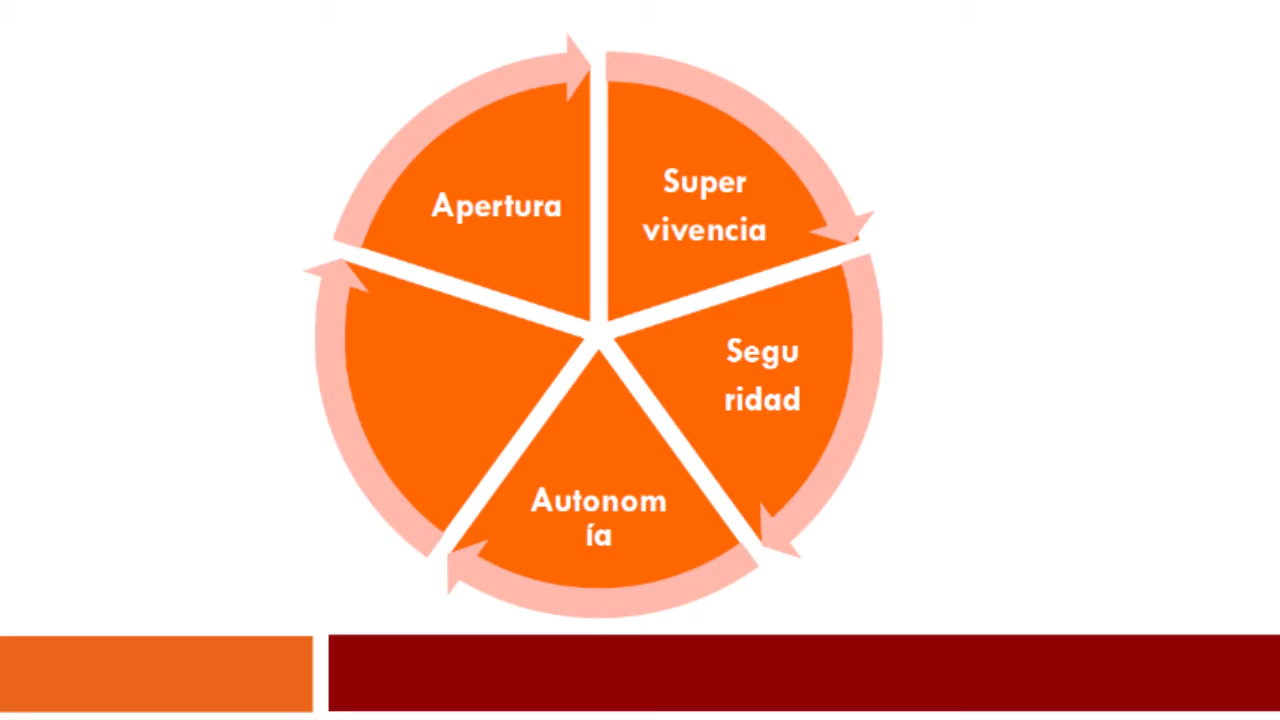 Apertura
Super
vivencia
Segu
ridad
Autonom
ía